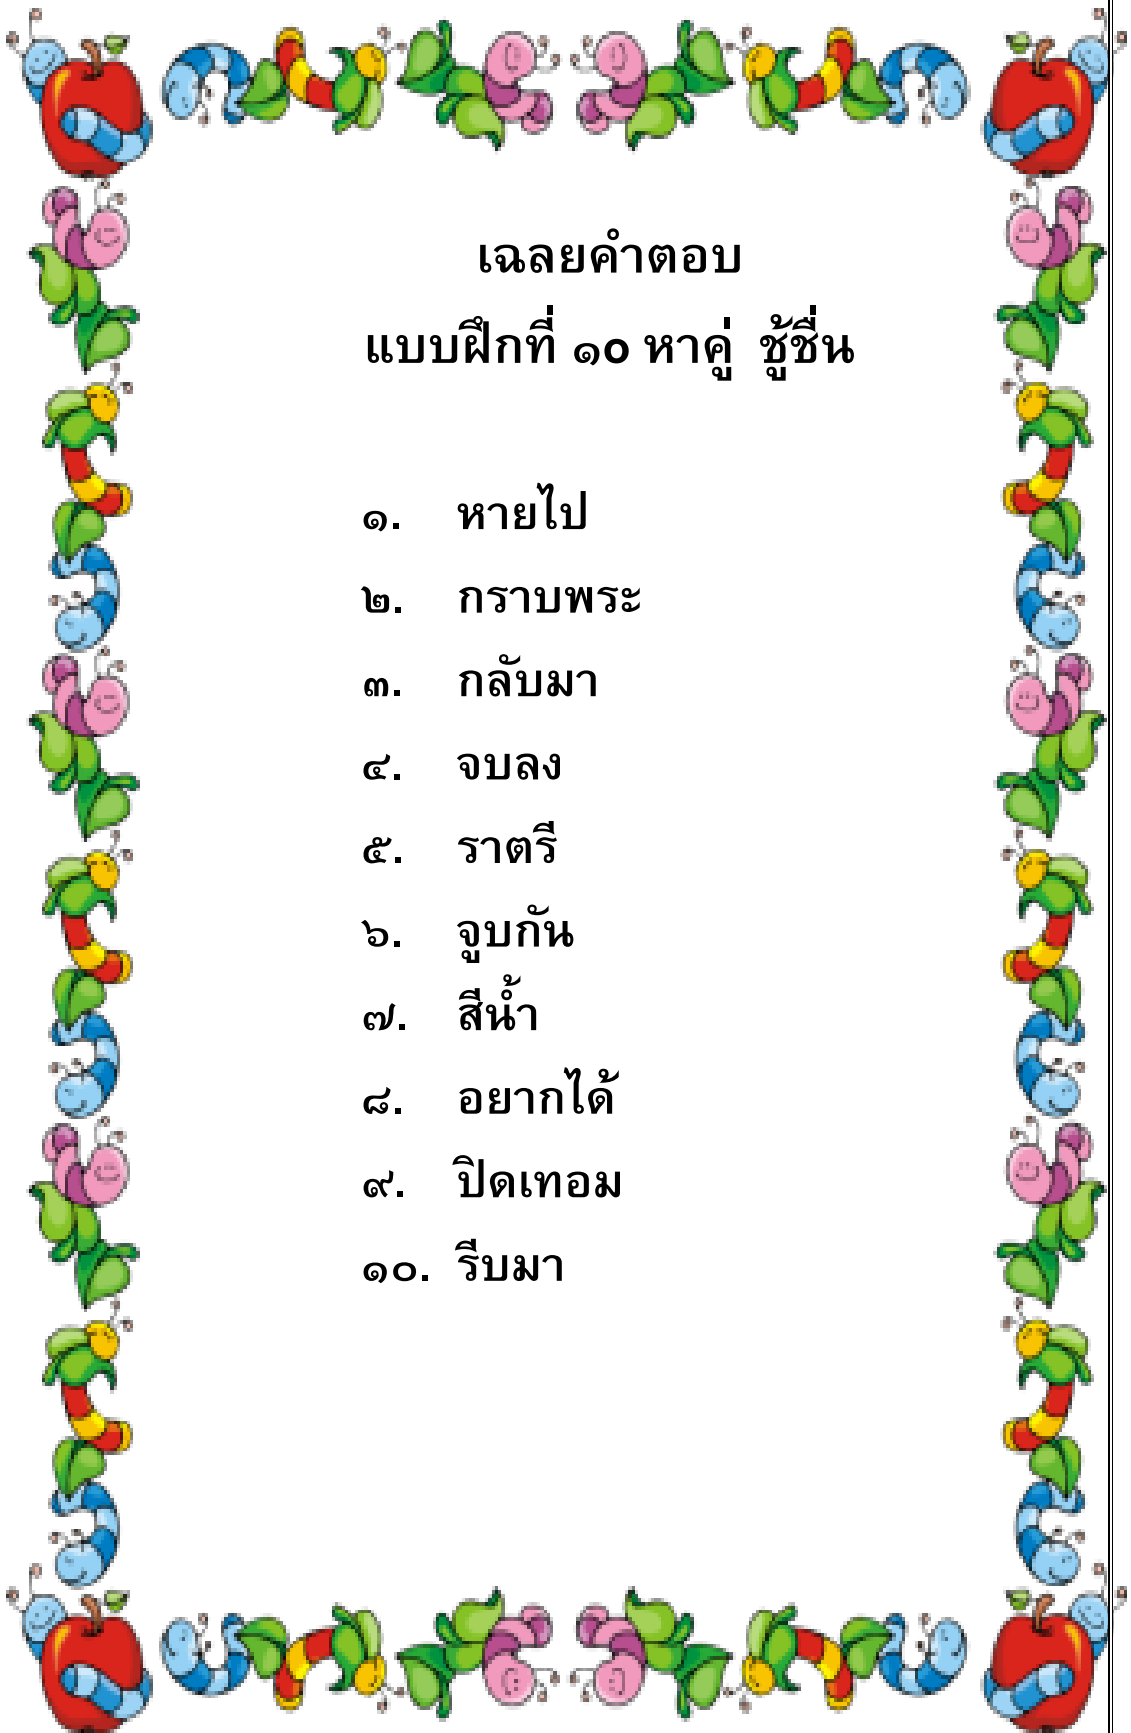 เฉลยคำตอบ
แบบฝึกที่ ๑๐ หาคู่ ชู้ชื่น
๑. หายไป
๒. กราบพระ
๓. กลับมา
๔. จบลง
๕. ราตรี
๖. จูบกัน
๗. สีน้ำ
๘. อยากได้
๙. ปิดเทอม
๑๐. รีบมา